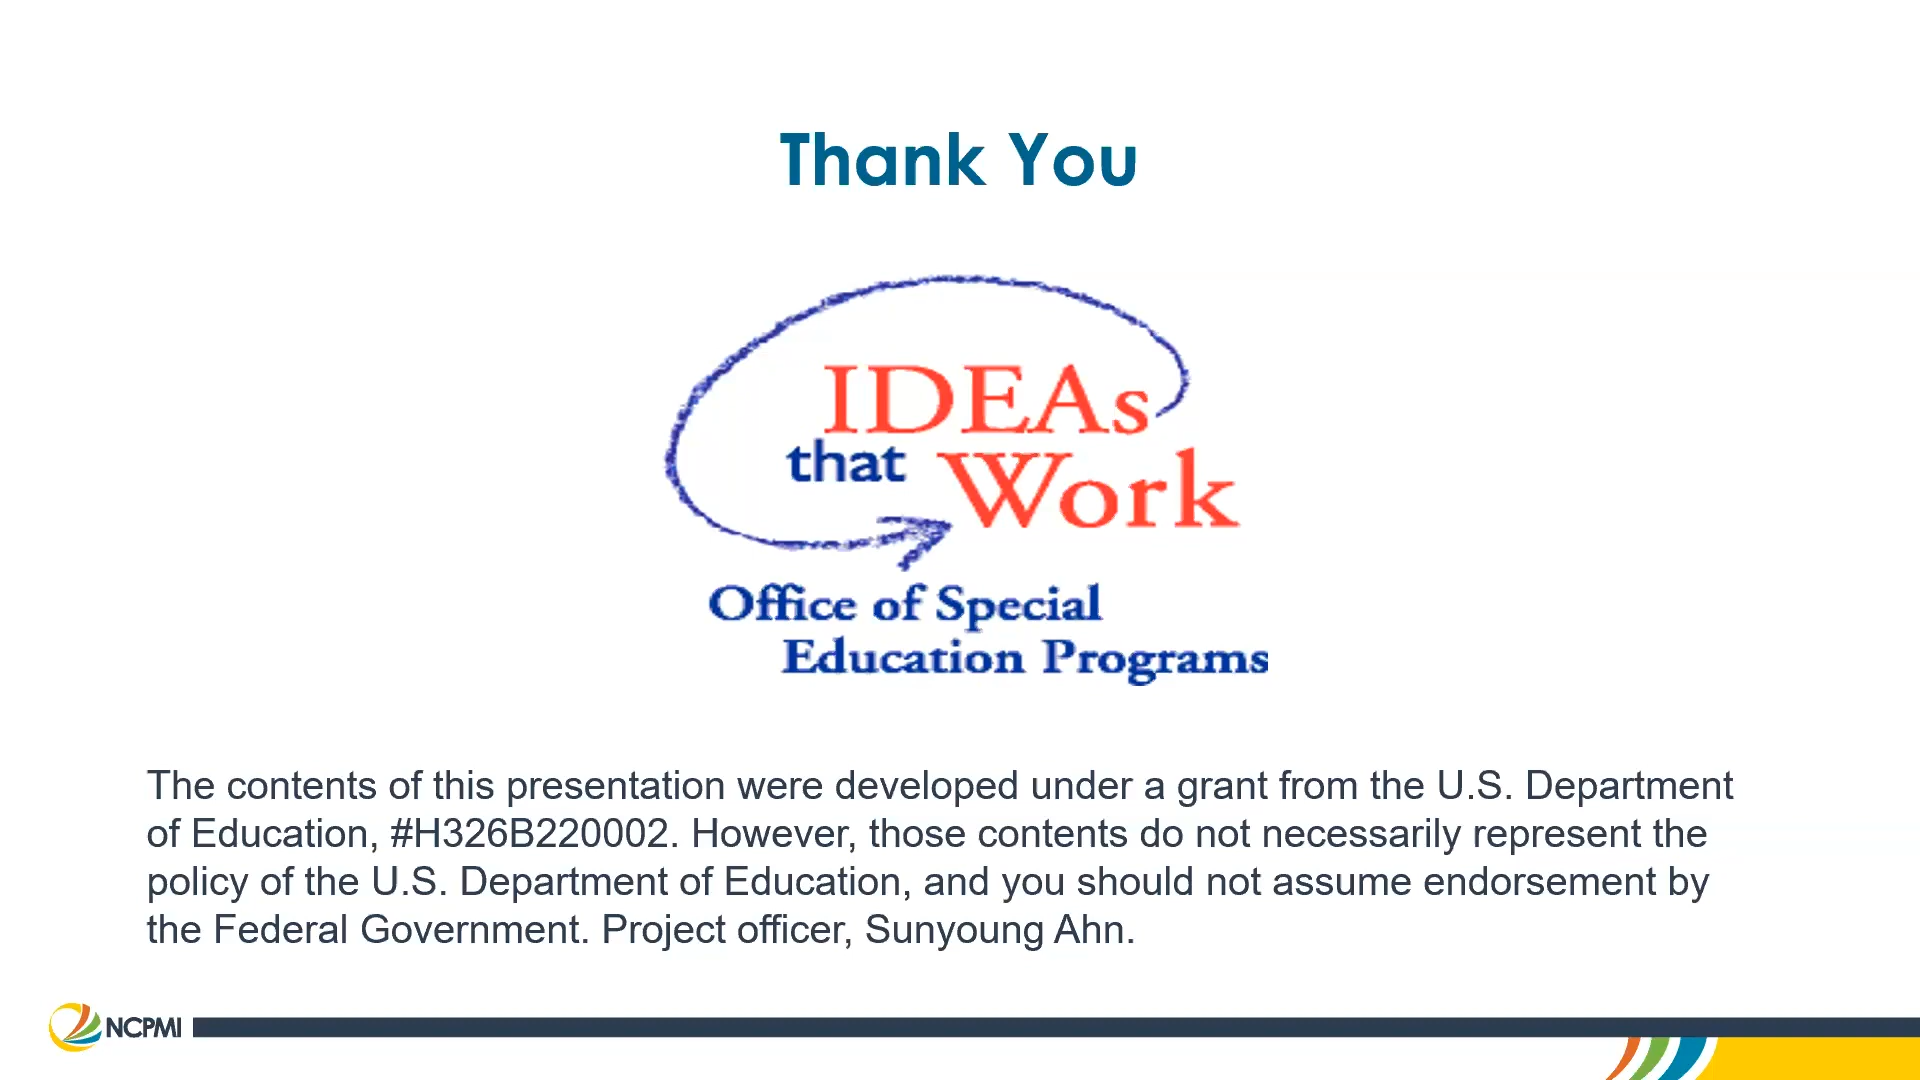 Thank You
IDEAs
that Work
Office of Special
Education Programs
The contents of this presentation were developed under a grant from the U.S. Department
of Education, #H326B220002. However, those contents do not necessarily represent the
policy of the U.S. Department of Education, and you should not assume endorsement by
the Federal Government. Project officer, Sunyoung Ahn.
NCPMI